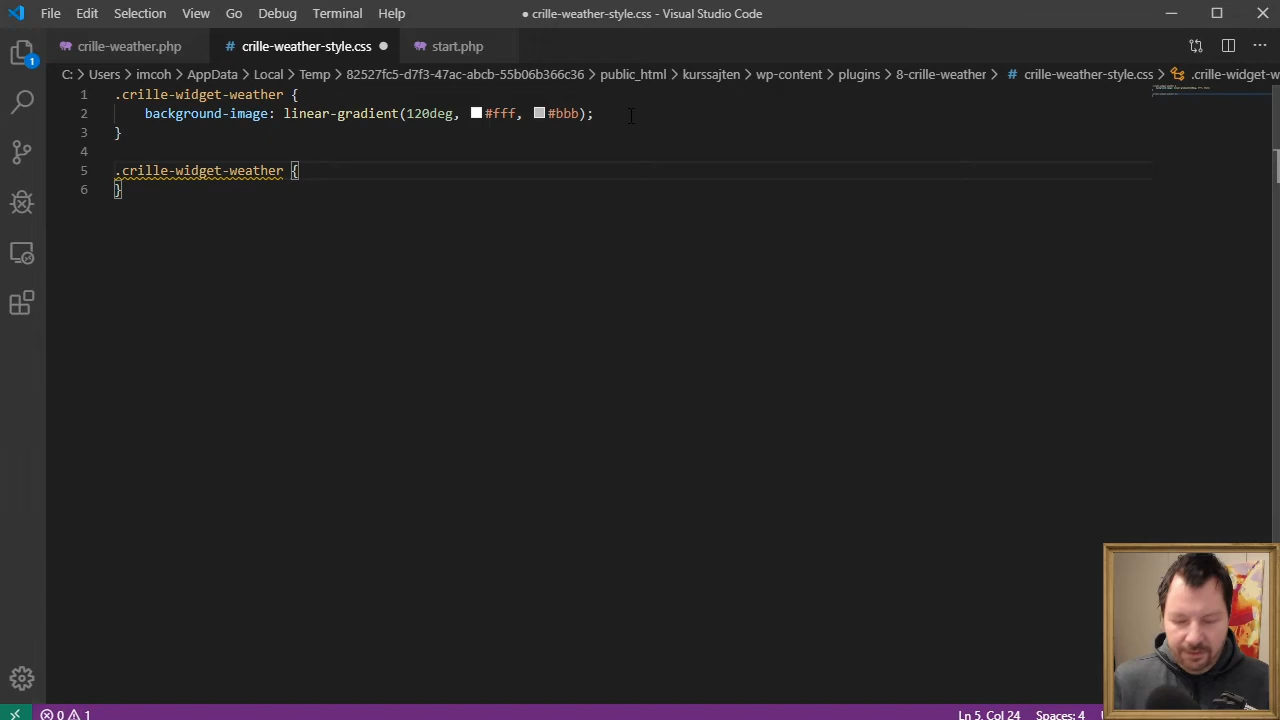 File Edit Selection View Go Debug Terminal Help
● crille-weather-style.css - Visual Studio Code
crille-weather.php
# crille-weather-style.css ●
start.php
C: > Users > imcoh > AppData > Local > Temp > 82527fc5-d7f3-47ac-abcb-55b06b366c36 > public_html > kurssajten > wp-content > plugins > 8-crille-weather > # crille-weather-style.css > .crille-widget-w
1 .crille-widget-weather {
2 background-image: linear-gradient(120deg, #fff, #bbb);
3 }
4
5 .crille-widget-weather {
6 }
1
0 1
Ln 5, Col 24 Spaces: 4